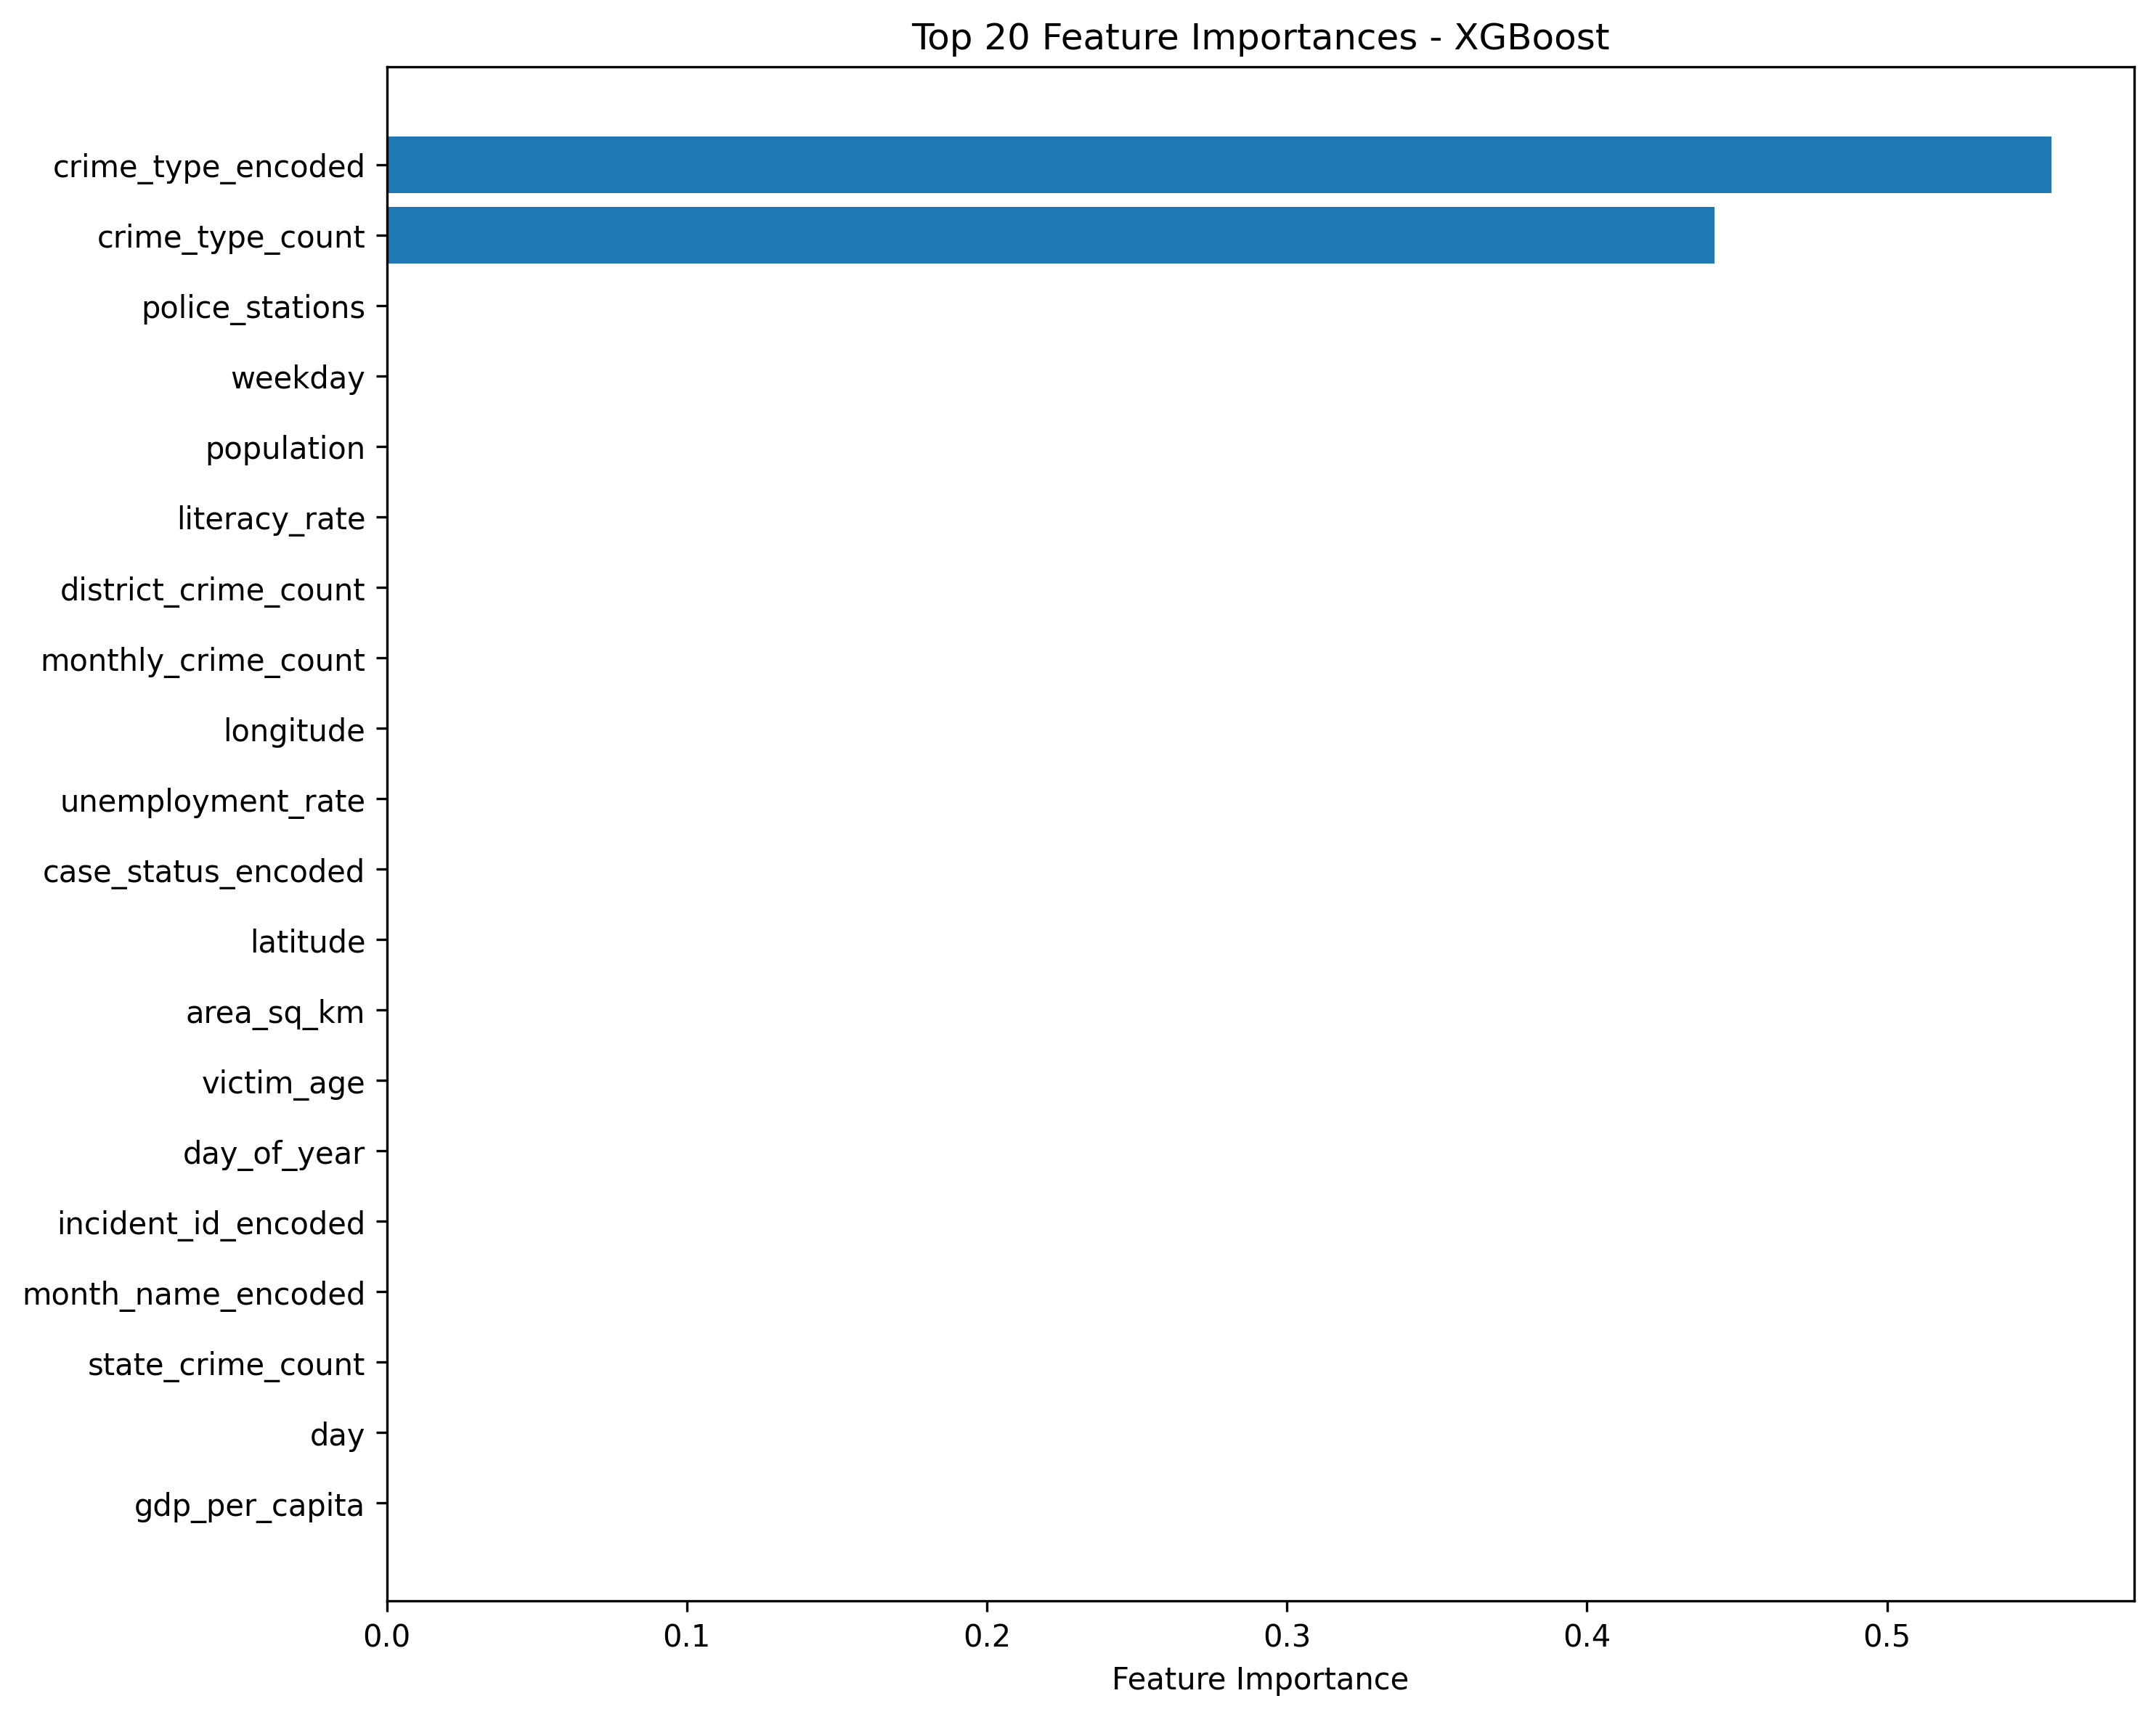 Top 20 Feature Importances - XGBoost
crime_type_encoded
crime_type_count
police_stations
weekday
population
literacy_rate
district_crime_count
monthly_crime_count
longitude
unemployment_rate
case_status_encoded
latitude
area_sq_km
victim_age
day_of_year
incident_id_encoded
month_name_encoded
state_crime_count
day
gdp_per_capita
0.0 0.1 0.2 0.3 0.4 0.5
Feature Importance